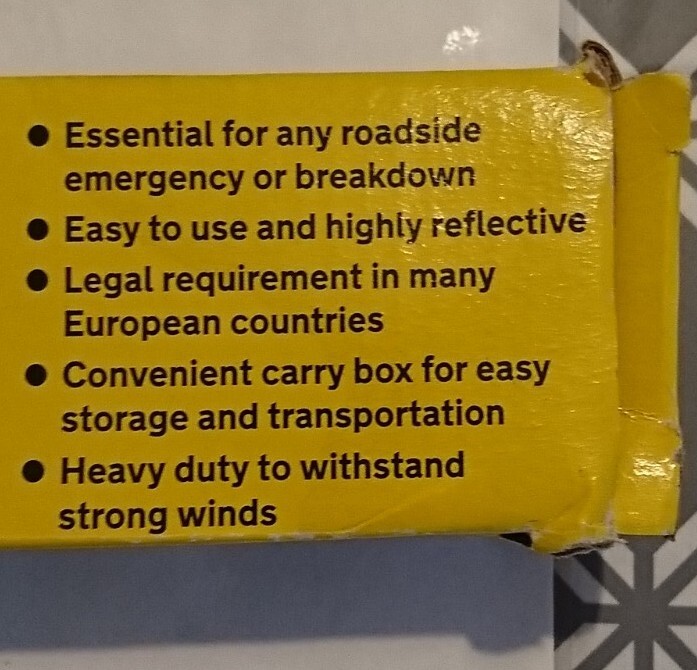 ● Essential for any roadside
emergency or breakdown
● Easy to use and highly reflective
● Legal requirement in many
European countries
● Convenient carry box for easy
storage and transportation
● Heavy duty to withstand
strong winds